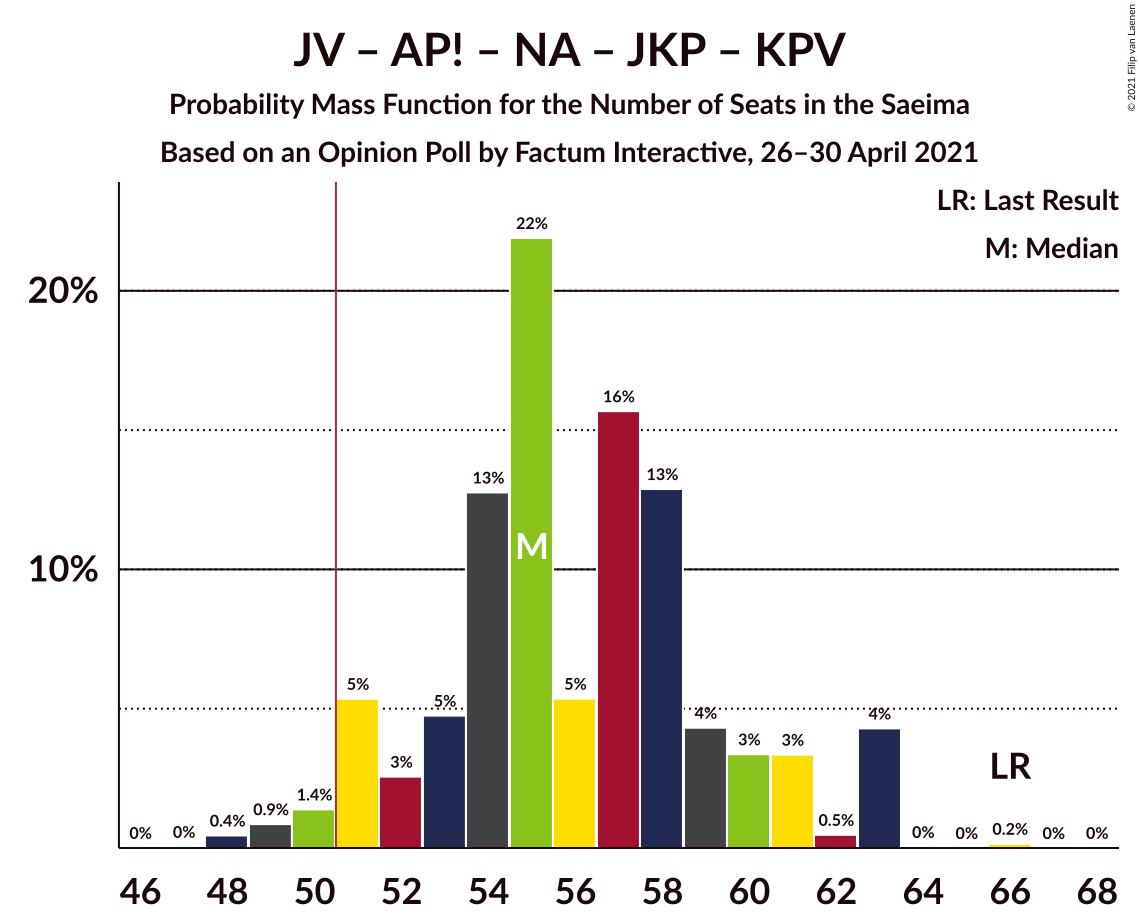 JV – AP! – NA – JKP – KPV
Probability Mass Function for the Number of Seats in the Saeima
Based on an Opinion Poll by Factum Interactive, 26–30 April 2021
© 2021 Filip van Laenen
LR: Last Result
M: Median
20%
10%
0%
0%
0.4%
0.9%
1.4%
5%
3%
5%
13%
22%
M
5%
16%
13%
4%
3%
3%
0.5%
4%
0%
0%
LR
0.2%
0%
0%
46 48 50 52 54 56 58 60 62 64 66 68